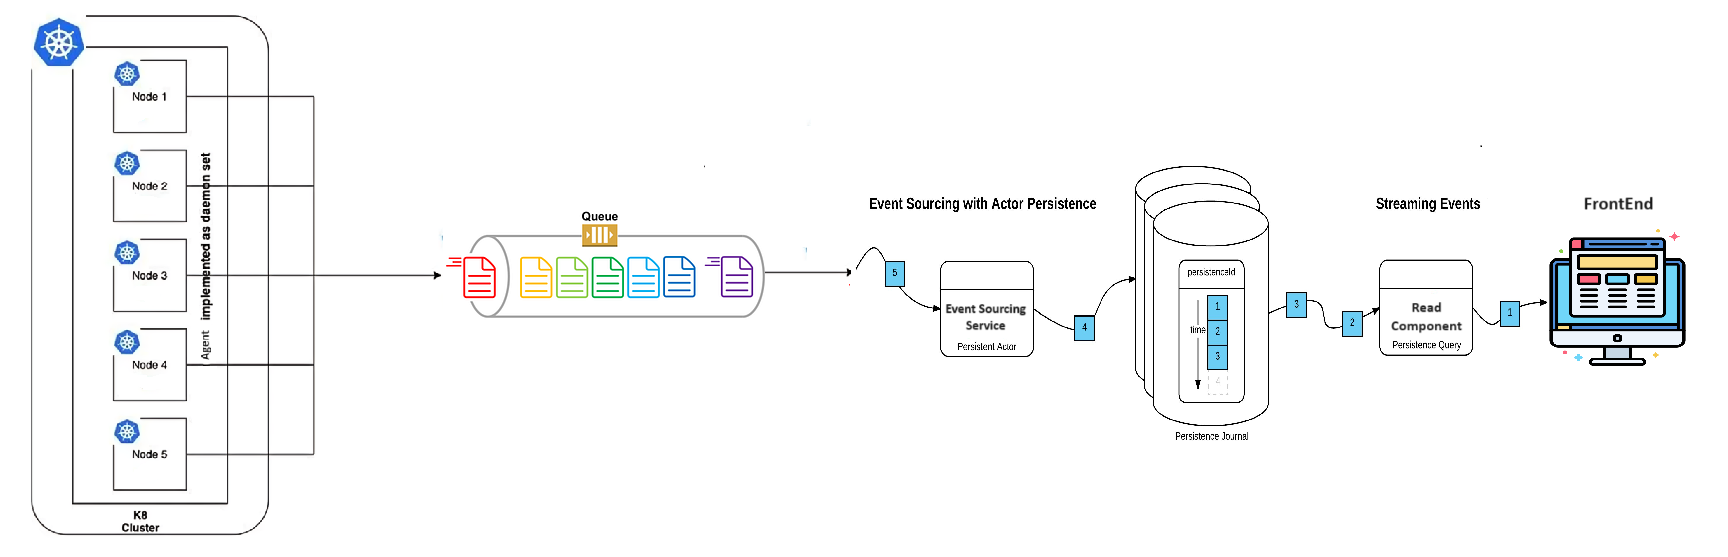 Node 1
Node 2
Node 3
Node 4
Node 5
Agent implemented as daemon set
K8
Cluster
Queue
Event Sourcing with Actor Persistence
5
Event Sourcing
Service
Persistent Actor
4
persistenceId
time
1
2
3
4
Persistence Journal
3
2
Streaming Events
Read
Component
Persistence Query
1
FrontEnd